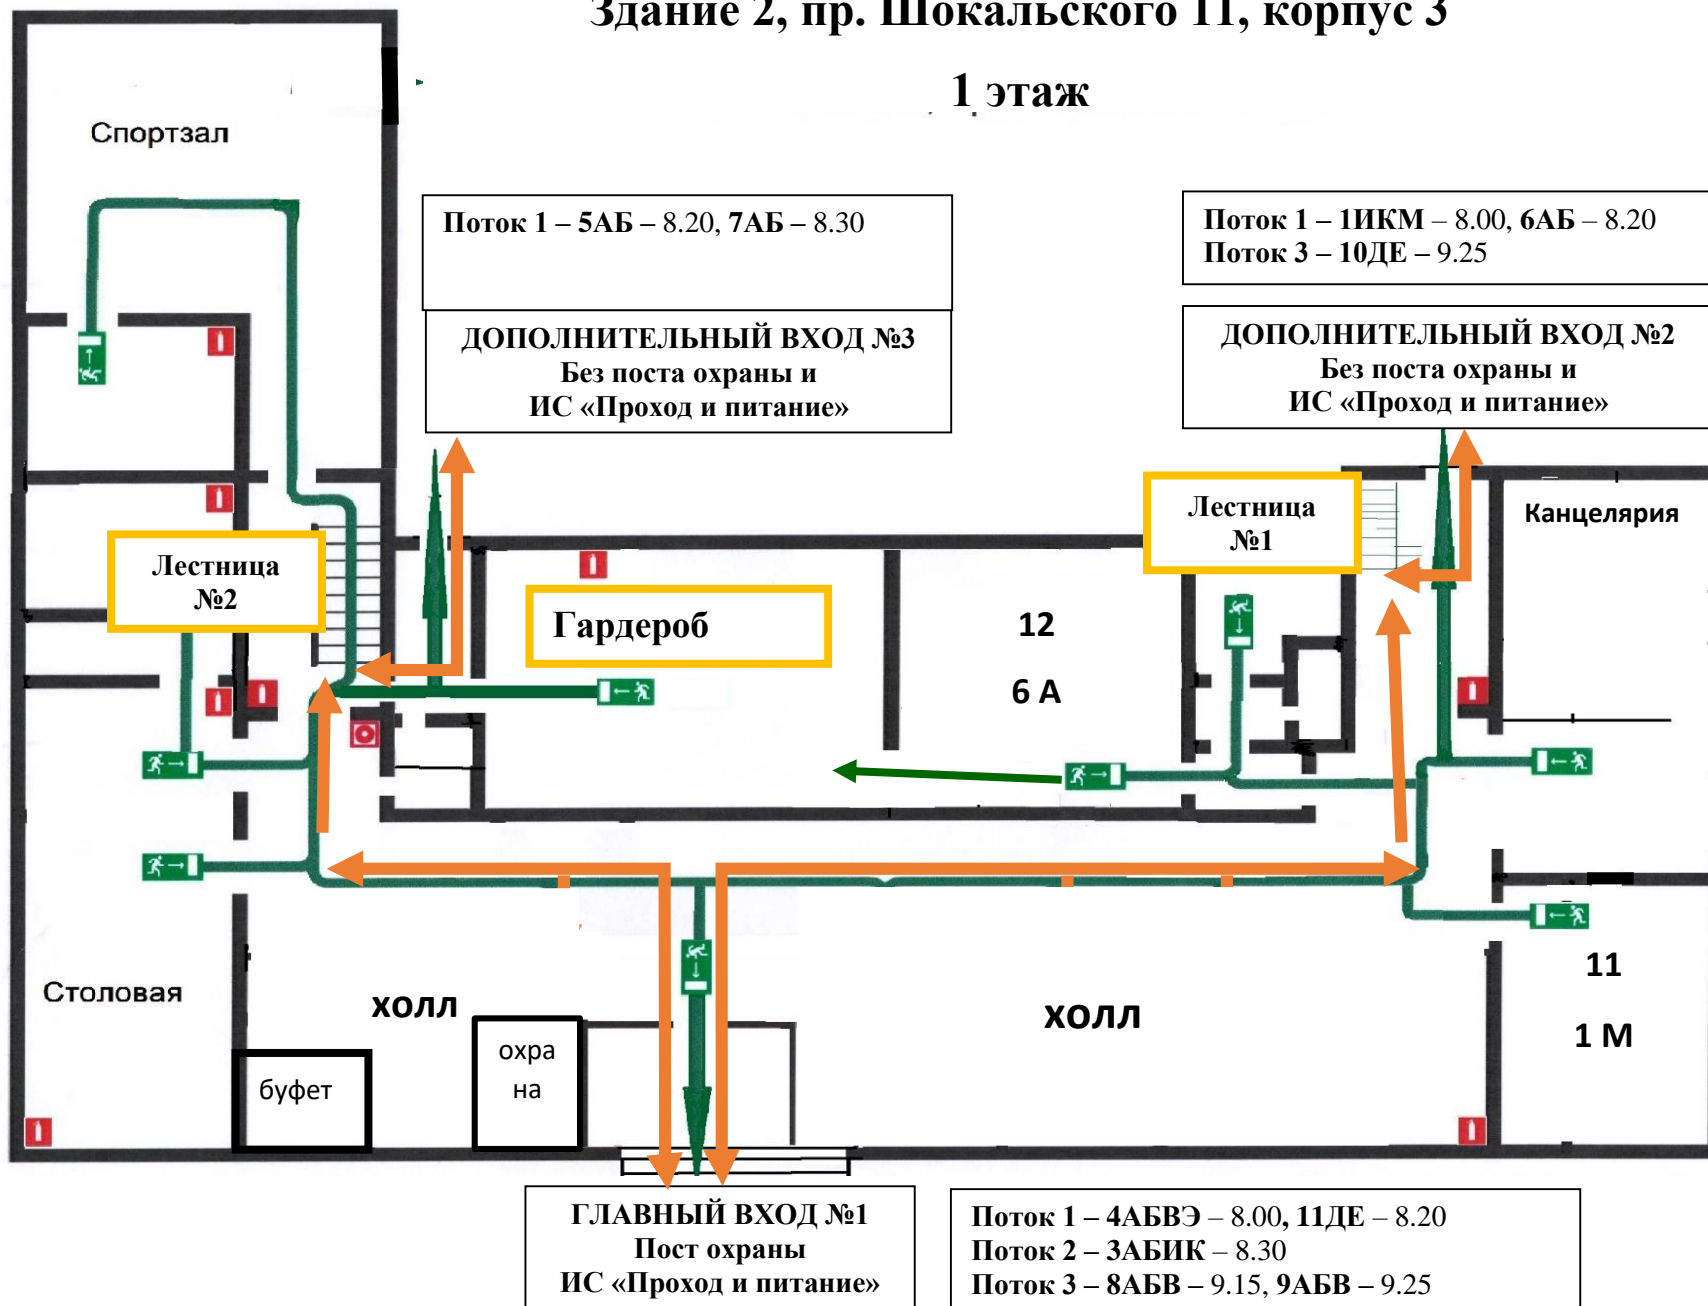 Здание 2, пр. Шокальского 11, корпус 3
1 этаж
Спортзал
Поток 1 – 5АБ – 8.20, 7АБ – 8.30
Поток 1 – 1ИКМ – 8.00, 6АБ – 8.20
Поток 3 – 10ДЕ – 9.25
ДОПОЛНИТЕЛЬНЫЙ ВХОД №3
Без поста охраны и
ИС «Проход и питание»
ДОПОЛНИТЕЛЬНЫЙ ВХОД №2
Без поста охраны и
ИС «Проход и питание»
Лестница
№1
Канцелярия
Лестница
№2
Гардероб
12
6 А
11
1 М
Столовая
холл
холл
охра
на
буфет
ГЛАВНЫЙ ВХОД №1
Пост охраны
ИС «Проход и питание»
Поток 1 – 4АБВЭ – 8.00, 11ДЕ – 8.20
Поток 2 – 3АБИК – 8.30
Поток 3 – 8АБВ – 9.15, 9АБВ – 9.25